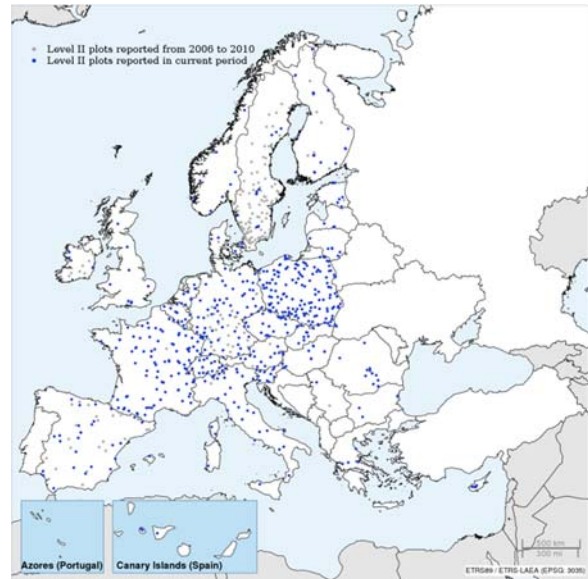 Level II plots reported from 2006 to 2010
Level II plots reported in current period
Azores (Portugal)
Canary Islands (Spain)
500 km
300 mi
ETRS89 / ETRS-LAEA (EPSG: 3035)